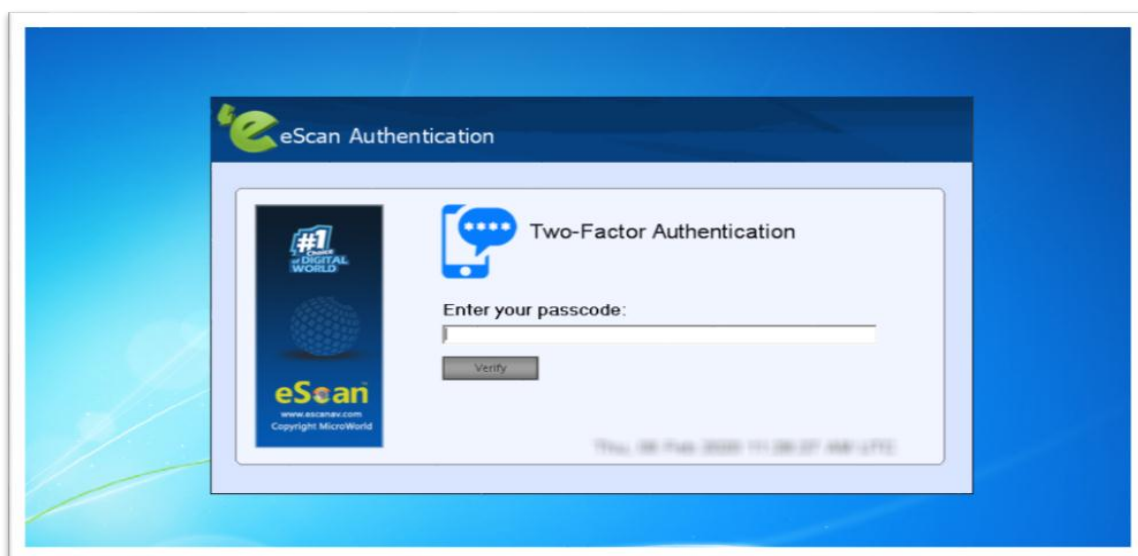 eScan Authentication
#1
Choice
of DIGITAL
WORLD
eScan
www.escanav.com
Copyright MicroWorld
****
Two-Factor Authentication
Enter your passcode:
Verify